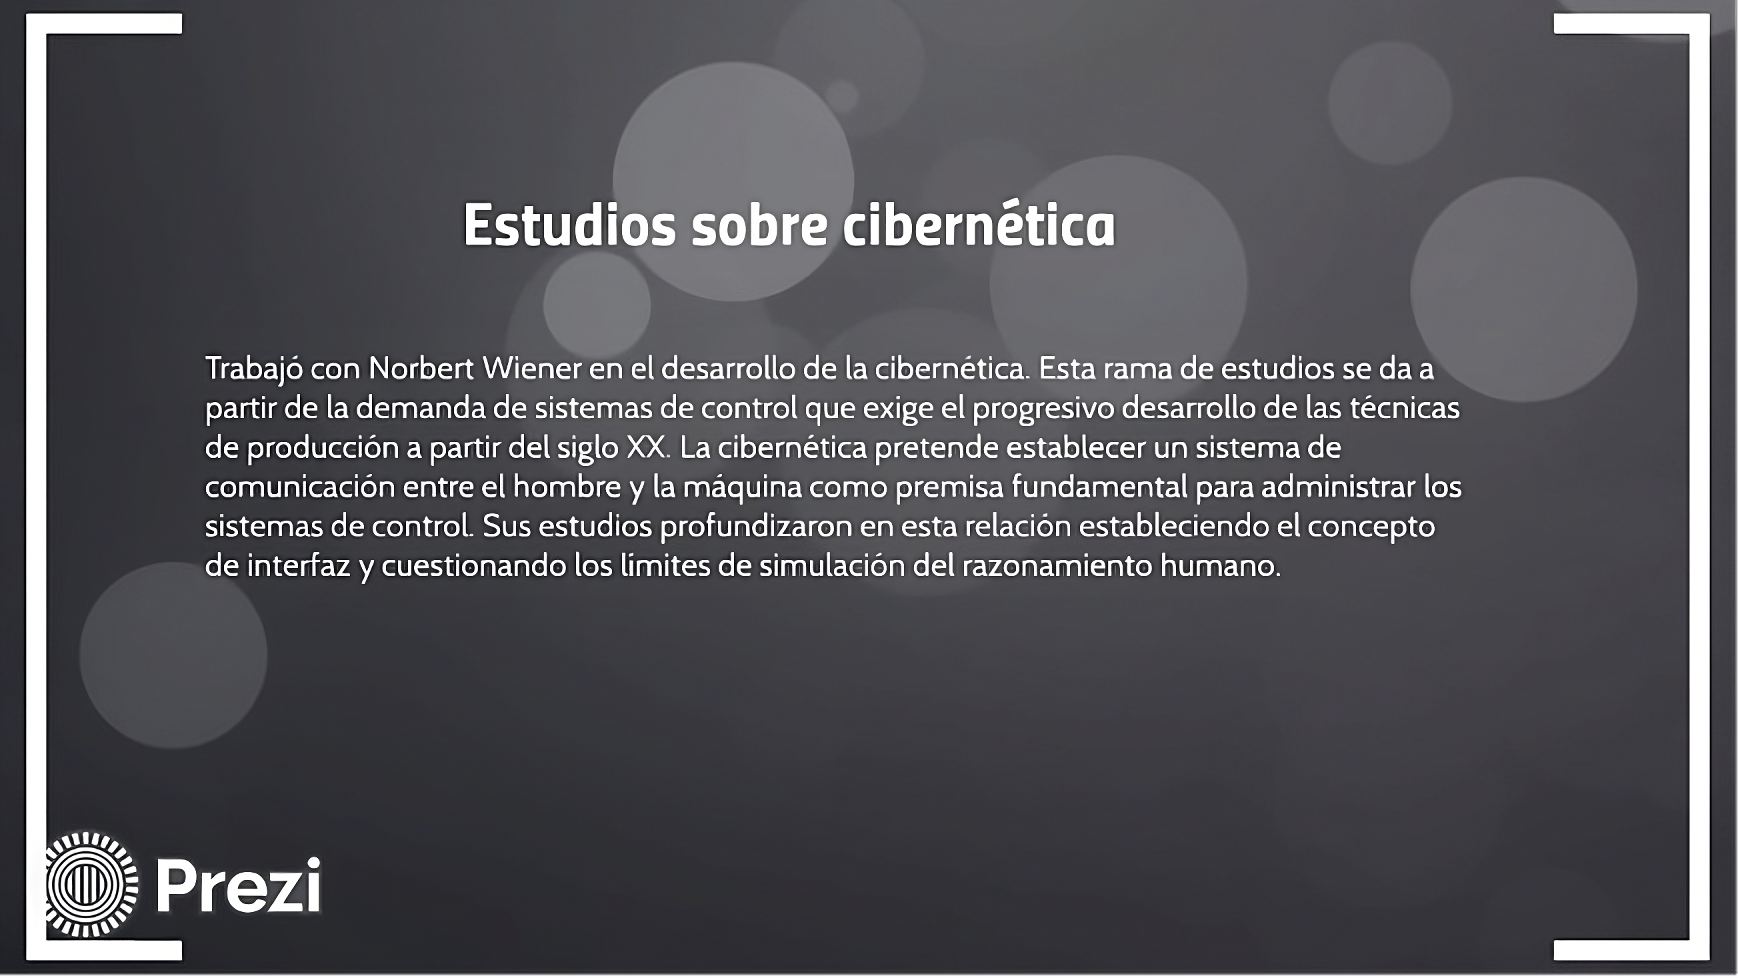 Estudios sobre cibernética
Trabajó con Norbert Wiener en el desarrollo de la cibernética. Esta rama de estudios se da a
partir de la demanda de sistemas de control que exige el progresivo desarrollo de las técnicas
de producción a partir del siglo XX. La cibernética pretende establecer un sistema de
comunicación entre el hombre y la máquina como premisa fundamental para administrar los
sistemas de control. Sus estudios profundizaron en esta relación estableciendo el concepto
de interfaz y cuestionando los límites de simulación del razonamiento humano.
Prezi